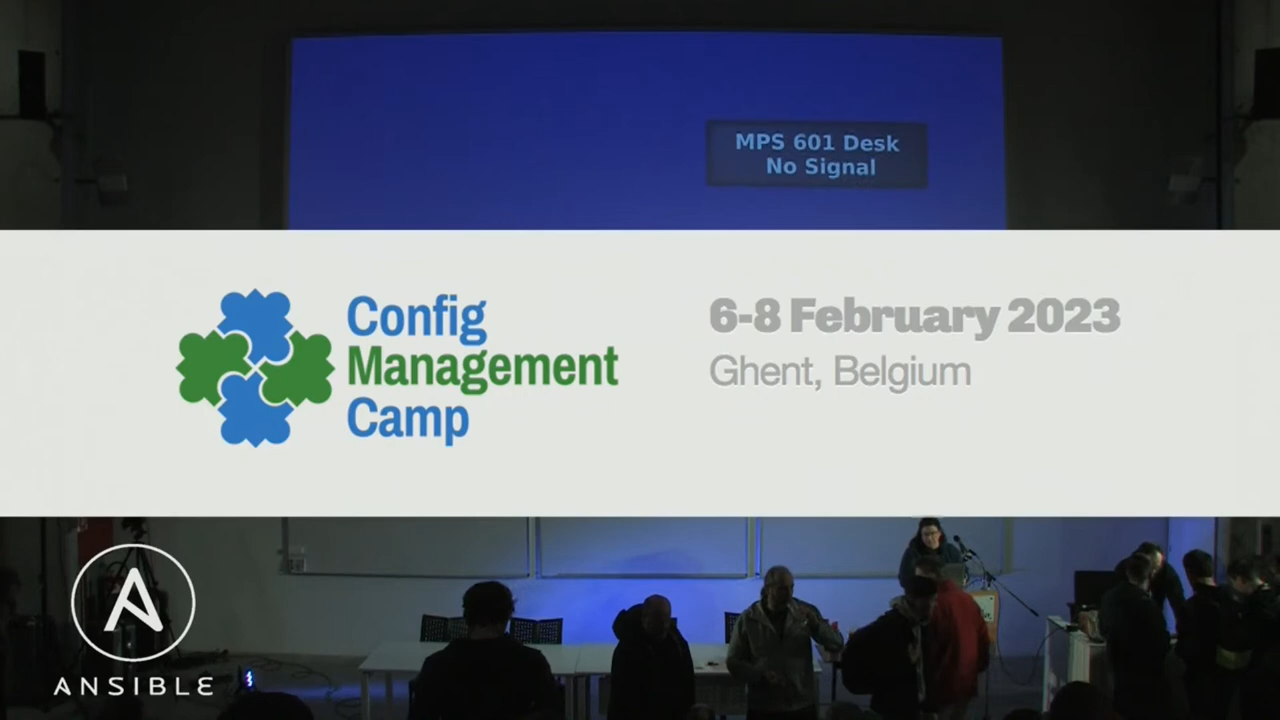 MPS 601 Desk
No Signal
Config
Management
Camp
6-8 February 2023
Ghent, Belgium
ANSIBLE